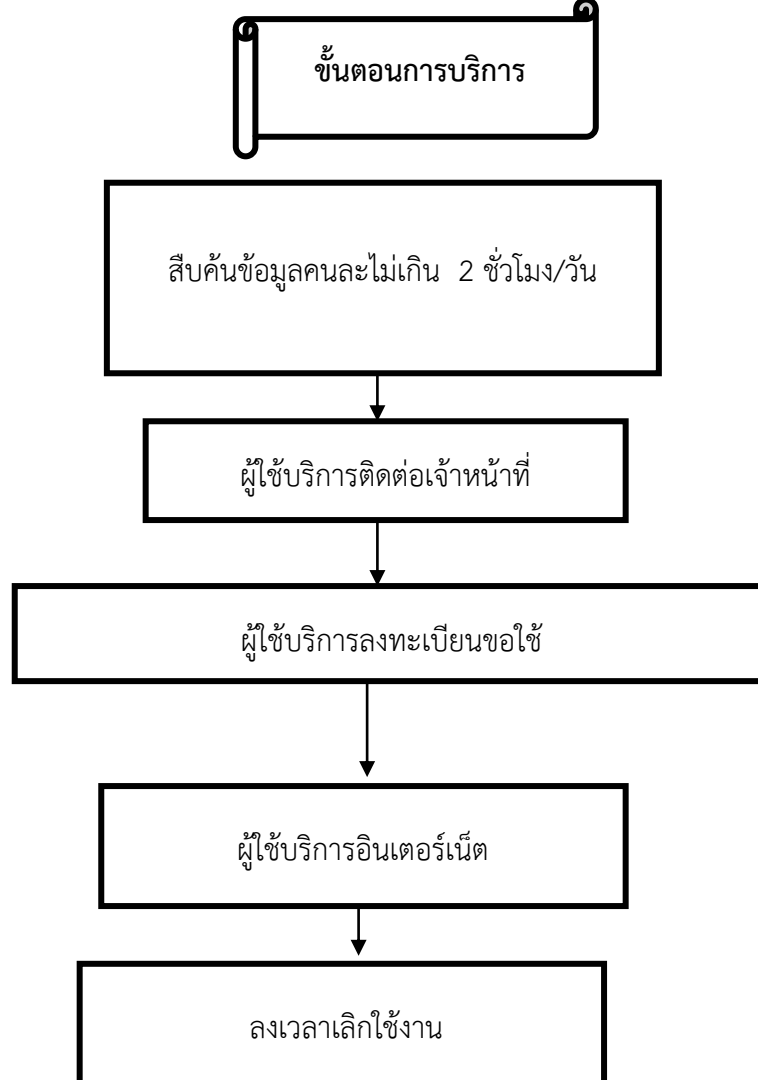 ขั้นตอนการบริการ
สืบค้นข้อมูลคนละไม่เกิน 2 ชั่วโมง/วัน
ผู้ใช้บริการติดต่อเจ้าหน้าที่
ผู้ใช้บริการลงทะเบียนขอใช้
ผู้ใช้บริการอินเตอร์เน็ต
ลงเวลาเลิกใช้งาน